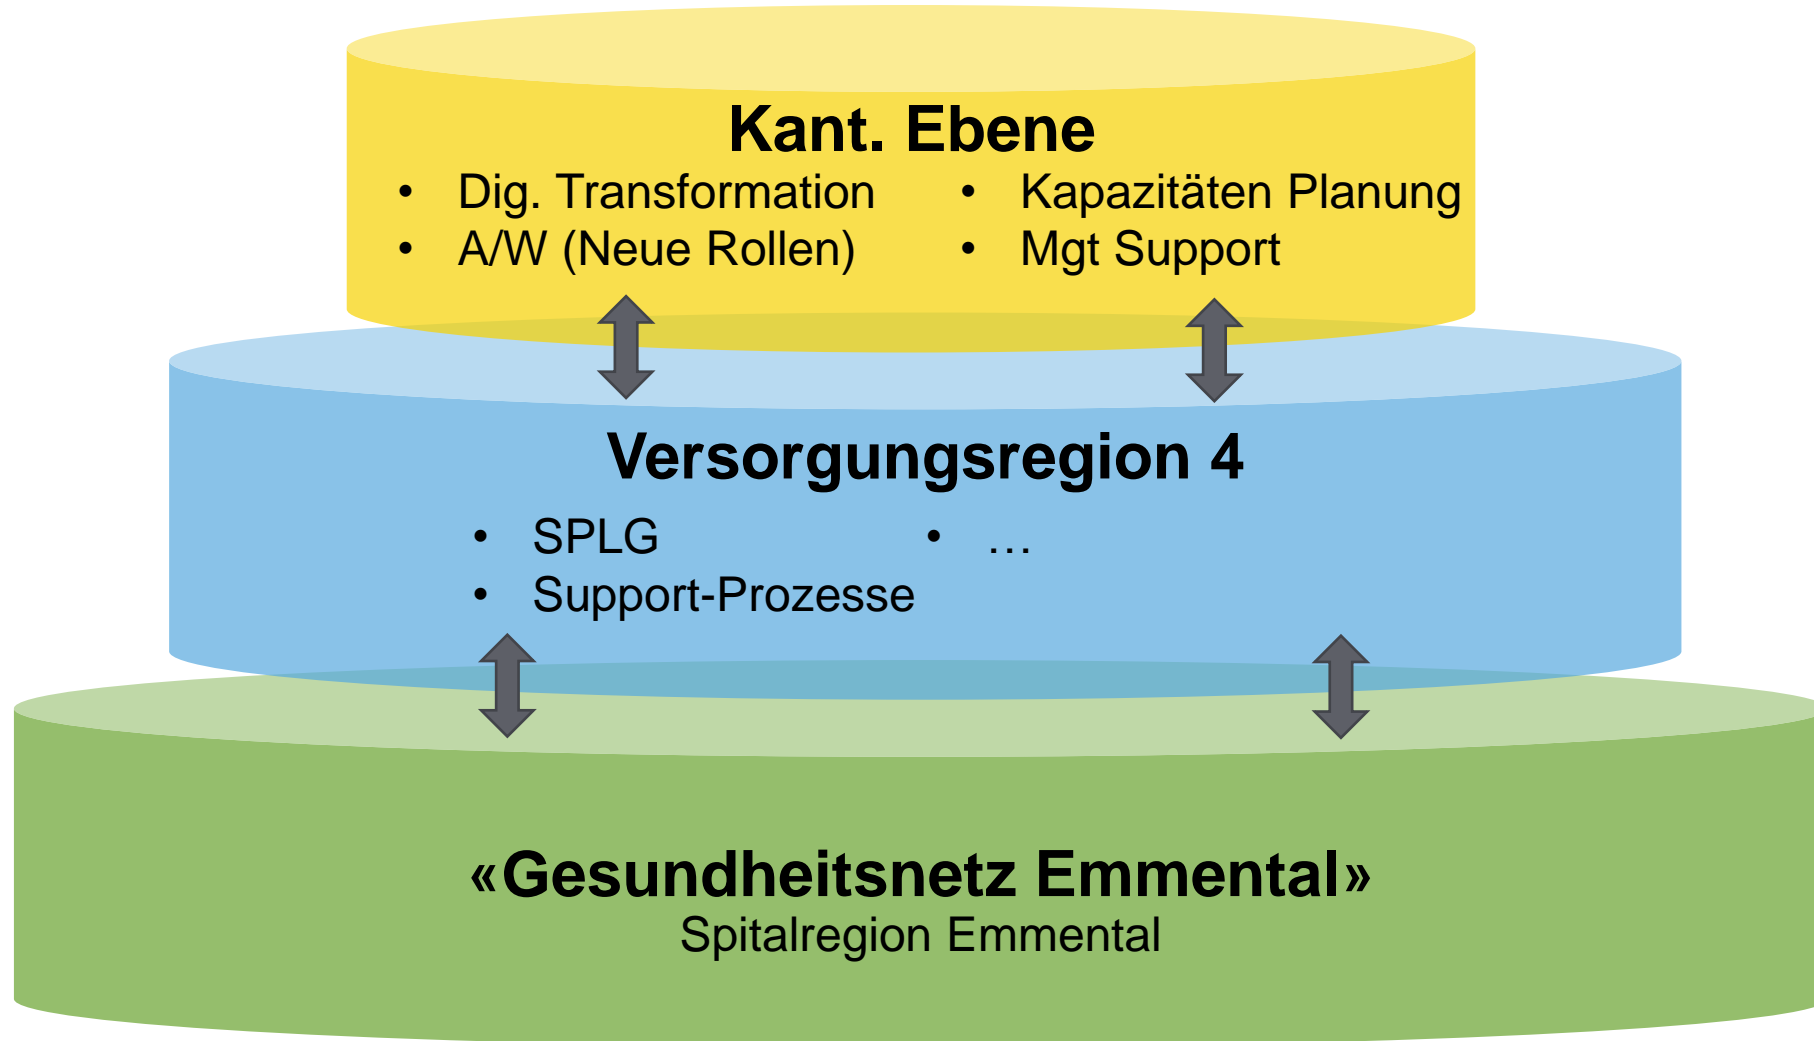 Kant. Ebene
• Dig. Transformation
• A/W (Neue Rollen)
• Kapazitäten Planung
• Mgt Support
Versorgungsregion 4
• SPLG
• Support-Prozesse
• …
«Gesundheitsnetz Emmental»
Spitalregion Emmental